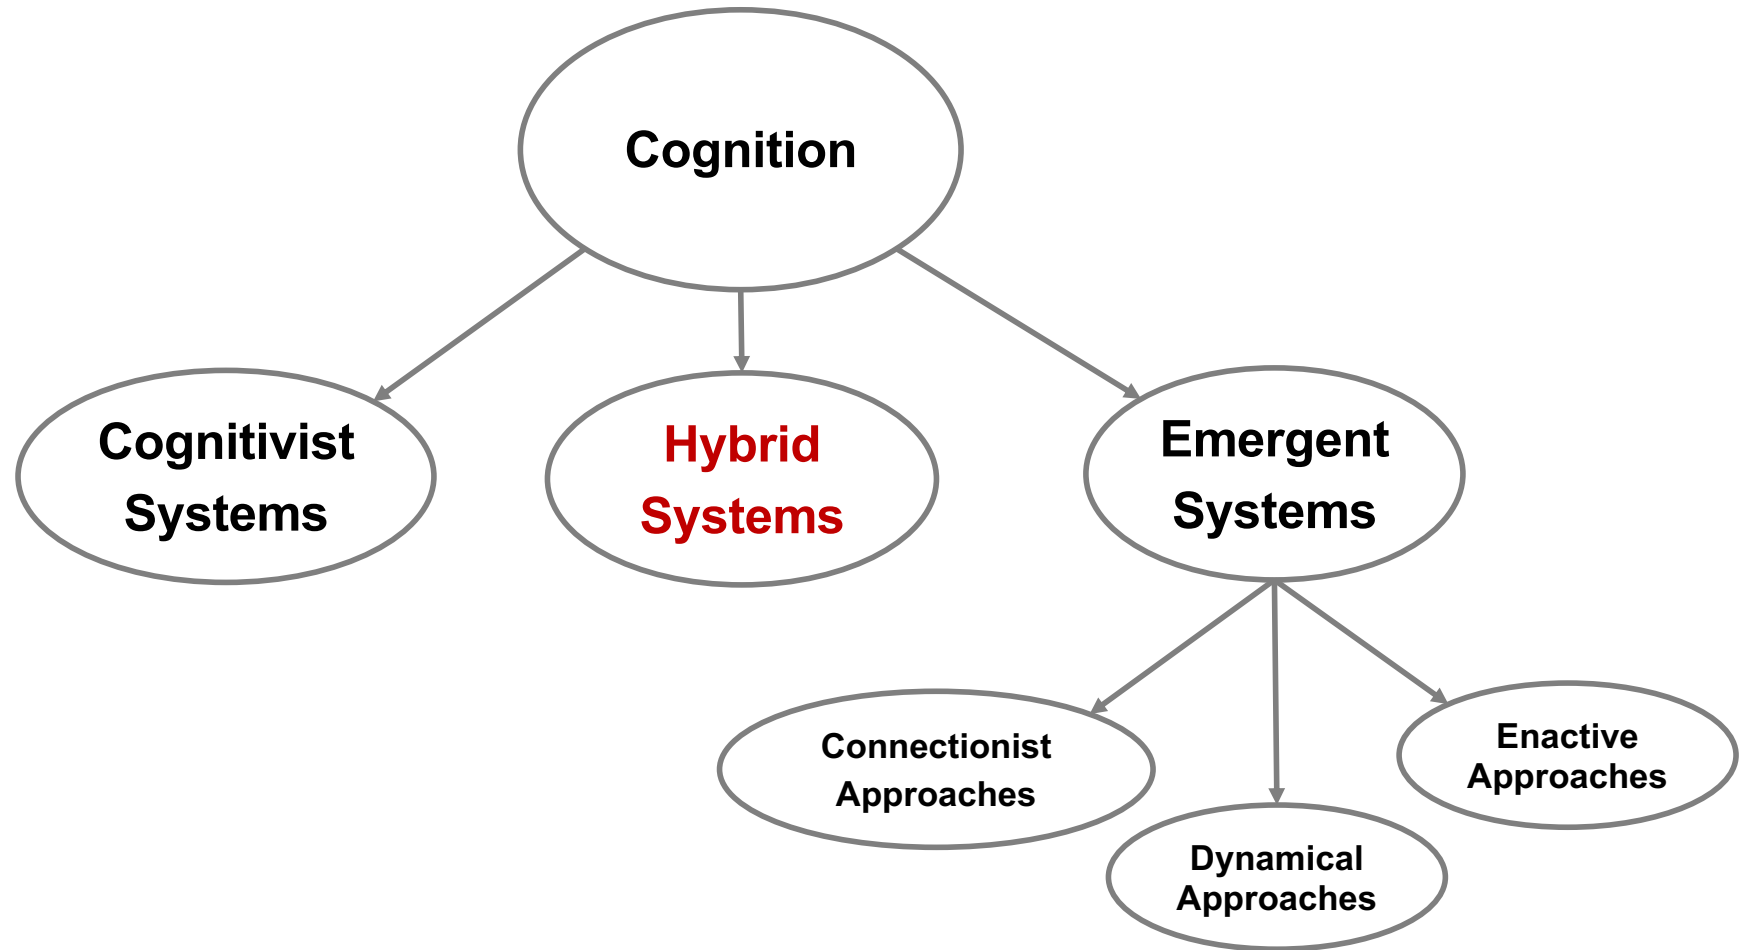 Cognition
Cognitivist
Systems
Hybrid
Systems
Emergent
Systems
Connectionist
Approaches
Dynamical
Approaches
Enactive
Approaches